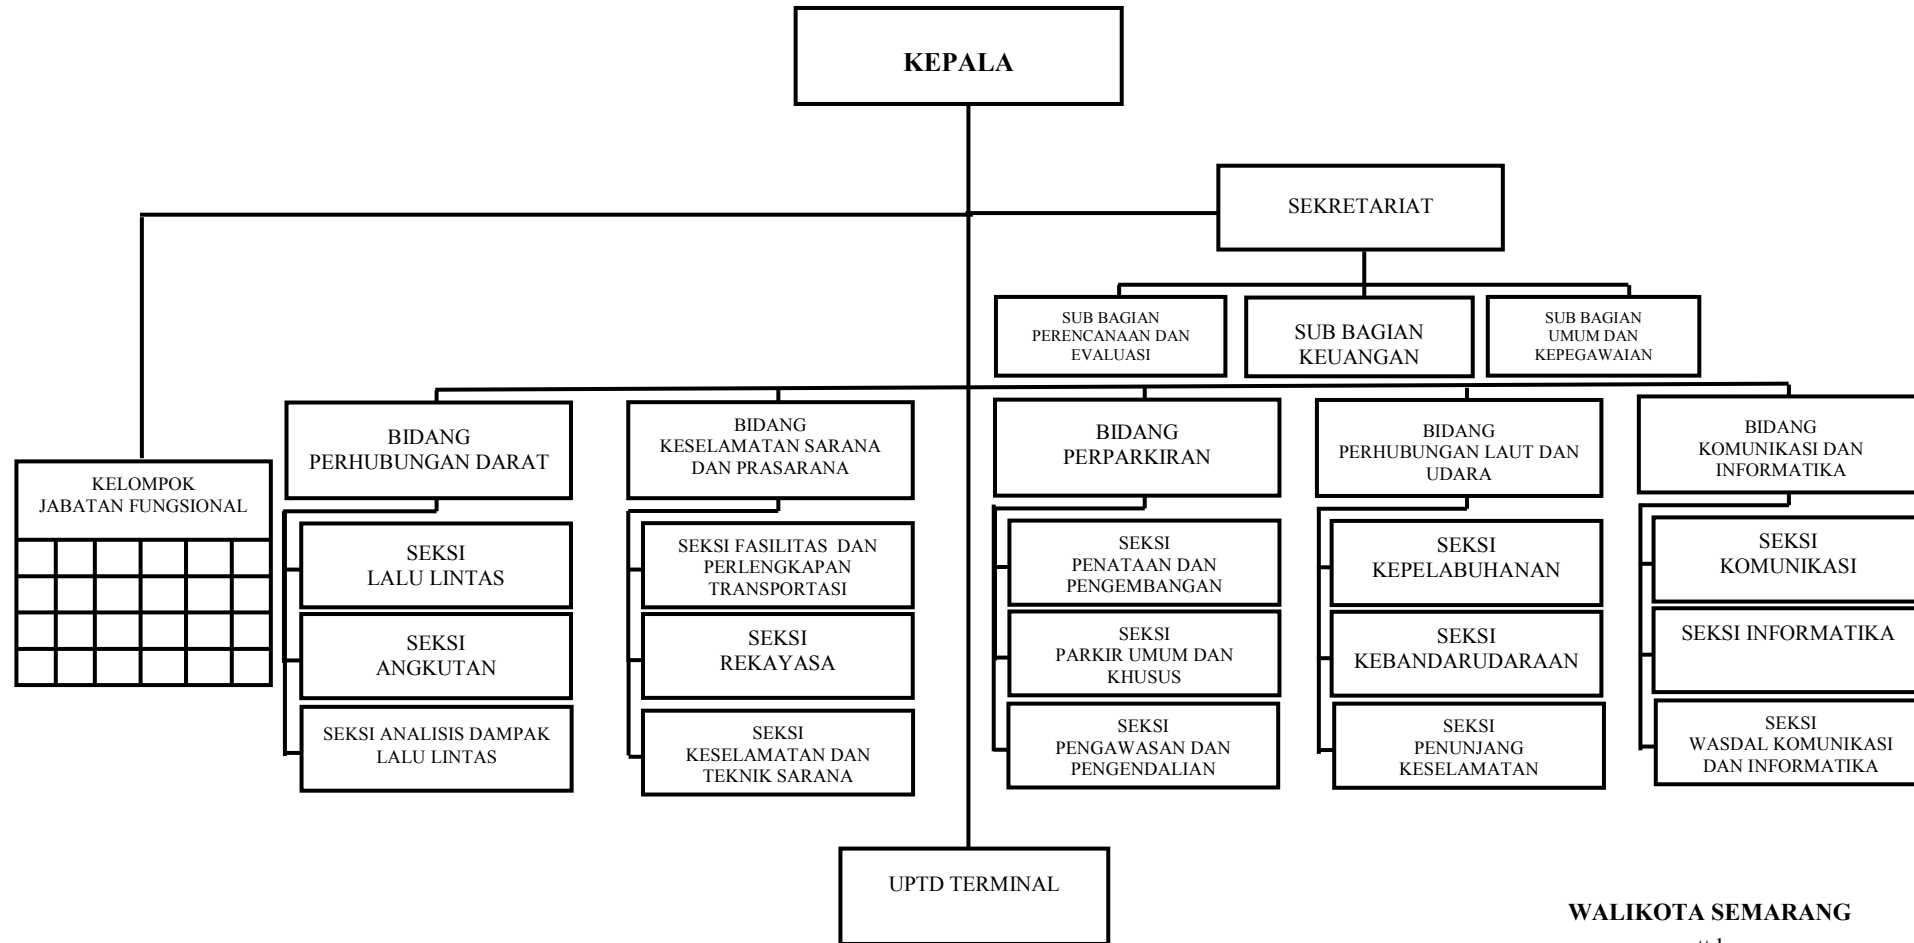 KEPALA
SEKRETARIAT
SUB BAGIAN
PERENCANAAN DAN
EVALUASI
SUB BAGIAN
KEUANGAN
SUB BAGIAN
UMUM DAN
KEPEGAWAIAN
KELOMPOK
JABATAN FUNGSIONAL
BIDANG
PERHUBUNGAN DARAT
BIDANG
KESELAMATAN SARANA
DAN PRASARANA
BIDANG
PERPARKIRAN
BIDANG
PERHUBUNGAN LAUT DAN
UDARA
BIDANG
KOMUNIKASI DAN
INFORMATIKA
SEKSI
LALU LINTAS
SEKSI FASILITAS DAN
PERLENGKAPAN
TRANSPORTASI
SEKSI
PENATAAN DAN
PENGEMBANGAN
SEKSI
KEPELABUHANAN
SEKSI
KOMUNIKASI
SEKSI
ANGKUTAN
SEKSI
REKAYASA
SEKSI
PARKIR UMUM DAN
KHUSUS
SEKSI
KEBANDARUDARAAN
SEKSI INFORMATIKA
SEKSI ANALISIS DAMPAK
LALU LINTAS
SEKSI
KESELAMATAN DAN
TEKNIK SARANA
SEKSI
PENGAWASAN DAN
PENGENDALIAN
SEKSI
PENUNJANG
KESELAMATAN
SEKSI
WASDAL KOMUNIKASI
DAN INFORMATIKA
UPTD TERMINAL
WALIKOTA SEMARANG